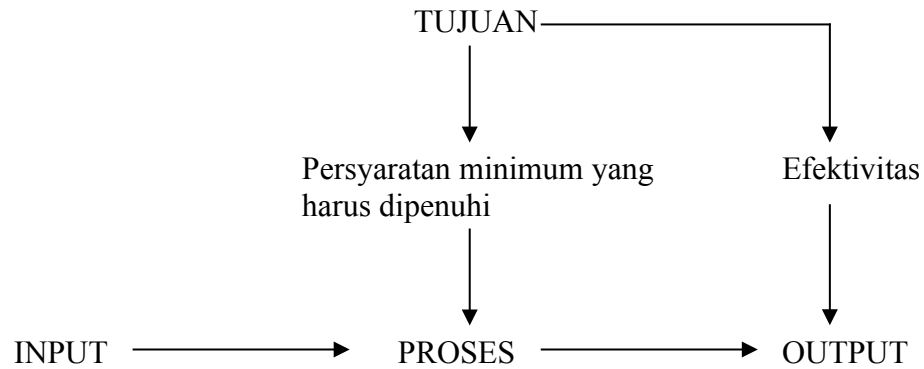 TUJUAN
Persyaratan minimum yang
harus dipenuhi
Efektivitas
INPUT
PROSES
OUTPUT